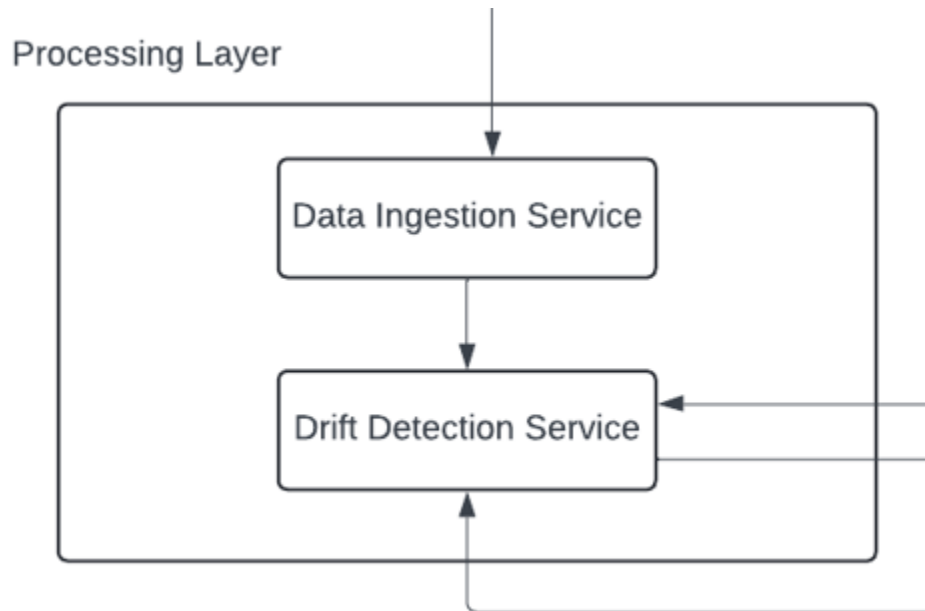 Processing Layer
Data Ingestion Service
Drift Detection Service